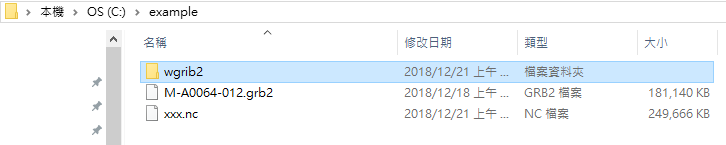 本機 > OS (C:) > example
名稱 修改日期 類型 大小
wgrib2 2018/12/21 上午 ... 檔案資料夾
M-A0064-012.grb2 2018/12/18 上午 ... GRB2 檔案 181,140 KB
xxx.nc 2018/12/21 上午 ... NC 檔案 249,666 KB